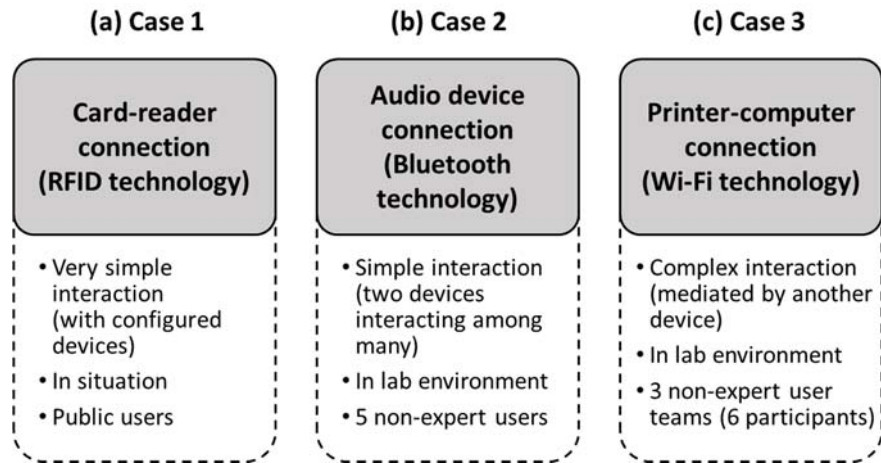 (a) Case 1
Card-reader
connection
(RFID technology)
• Very simple
interaction
(with configured
devices)
• In situation
• Public users
(b) Case 2
Audio device
connection
(Bluetooth
technology)
• Simple interaction
(two devices
interacting among
many)
• In lab environment
• 5 non-expert users
(c) Case 3
Printer-computer
connection
(Wi-Fi technology)
• Complex interaction
(mediated by another
device)
• In lab environment
• 3 non-expert user
teams (6 participants)